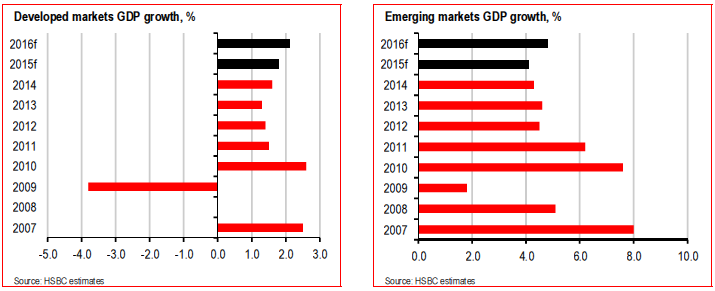 Developed markets GDP growth, %
2016f
2015f
2014
2013
2012
2011
2010
2009
2008
2007
-5.0 -4.0 -3.0 -2.0 -1.0 0.0 1.0 2.0 3.0
Source: HSBC estimates
Emerging markets GDP growth, %
2016f
2015f
2014
2013
2012
2011
2010
2009
2008
2007
0.0 2.0 4.0 6.0 8.0 10.0
Source: HSBC estimates